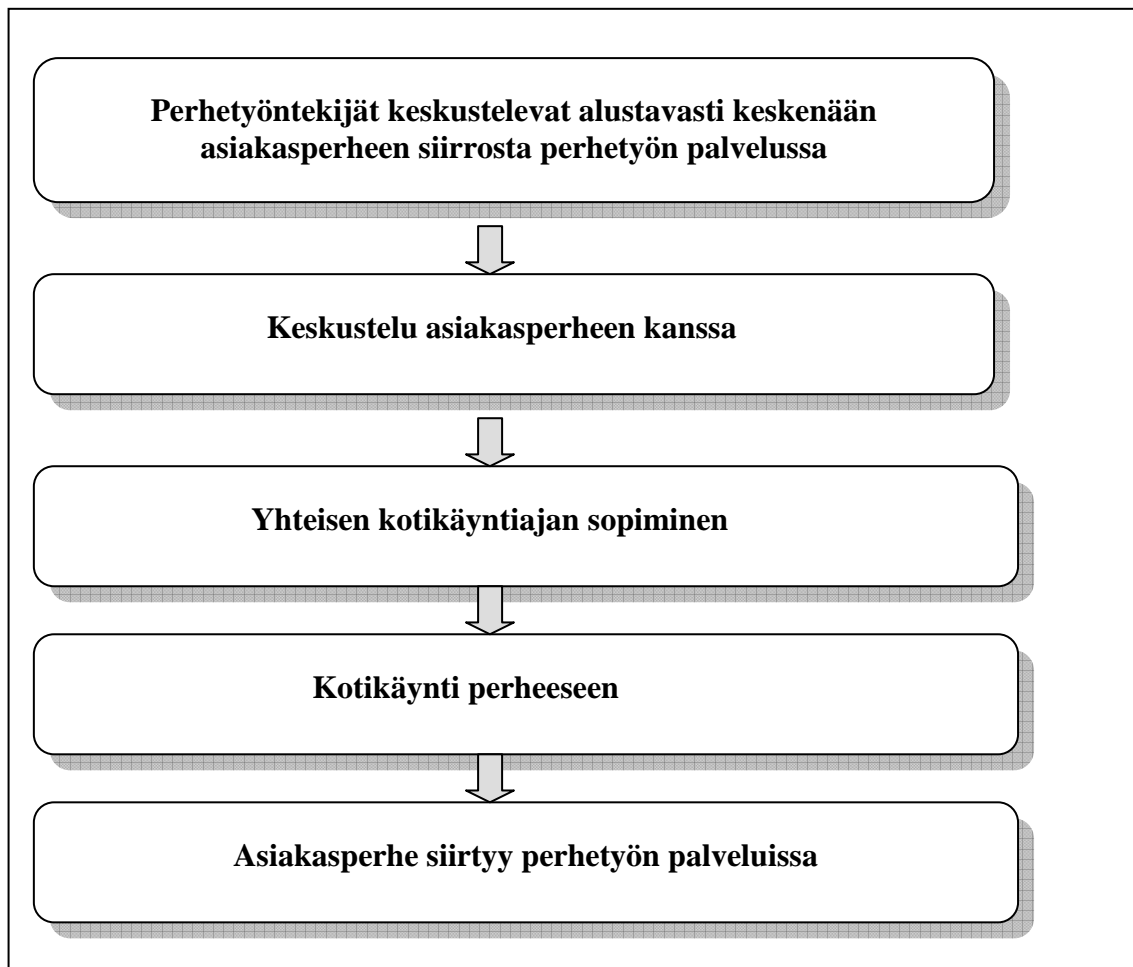 Perhetyöntekijät keskustelevat alustavasti keskenään
asiakasperheen siirrosta perhetyön palvelussa
Keskustelu asiakasperheen kanssa
Yhteisen kotikäyntiajan sopiminen
Kotikäynti perheeseen
Asiakasperhe siirtyy perhetyön palveluissa